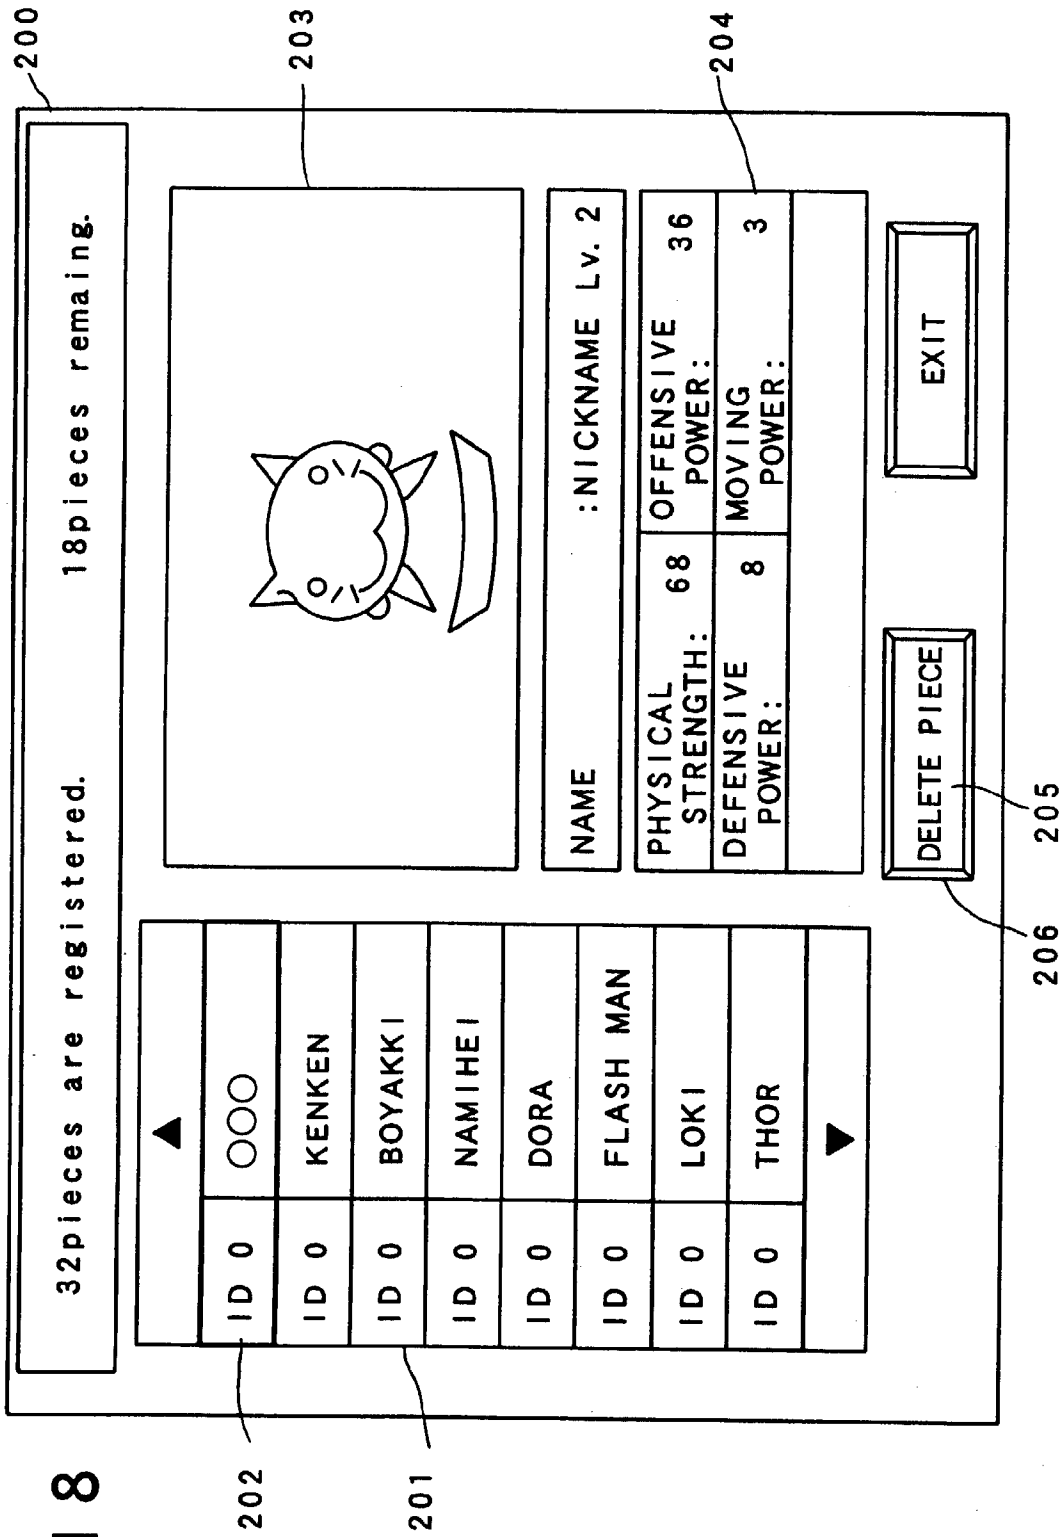 200
32pieces are registered. 18pieces remaining.
▲
ID 0 ○○○
ID 0 KENKEN
ID 0 BOYAKKI
ID 0 NAMIHEI
ID 0 DORA
ID 0 FLASH MAN
ID 0 LOKI
ID 0 THOR
▼
202
201
203
NAME :NICKNAME Lv. 2
PHYSICAL
STRENGTH: 68
OFFENSIVE
POWER: 36
DEFENSIVE
POWER: 8
MOVING
POWER: 3
204
DELETE PIECE
EXIT
206
205
8